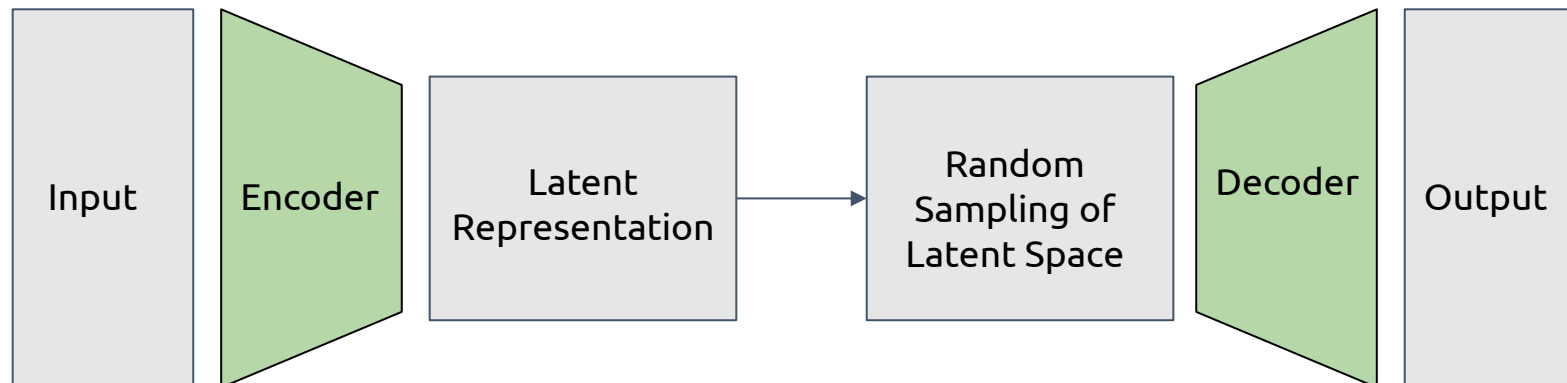 Input
Encoder
Latent
Representation
Random
Sampling of
Latent Space
Decoder
Output